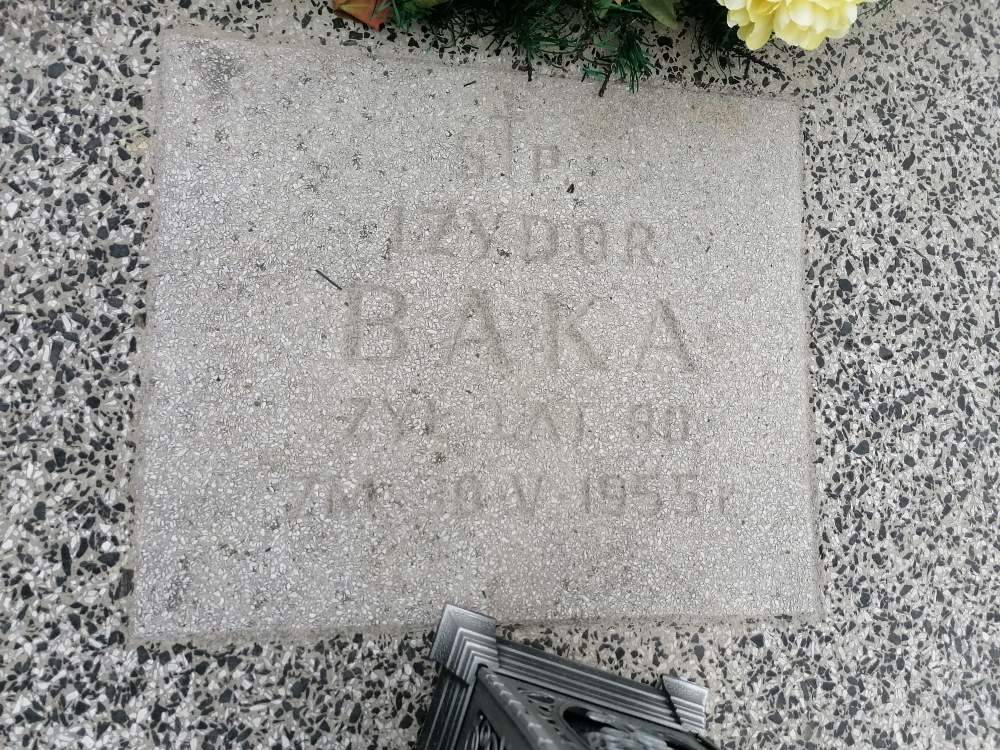 Ś P
IZYDOR
BAKA
ŻYŁ LAT 80
ZM. 30 V 1955 r